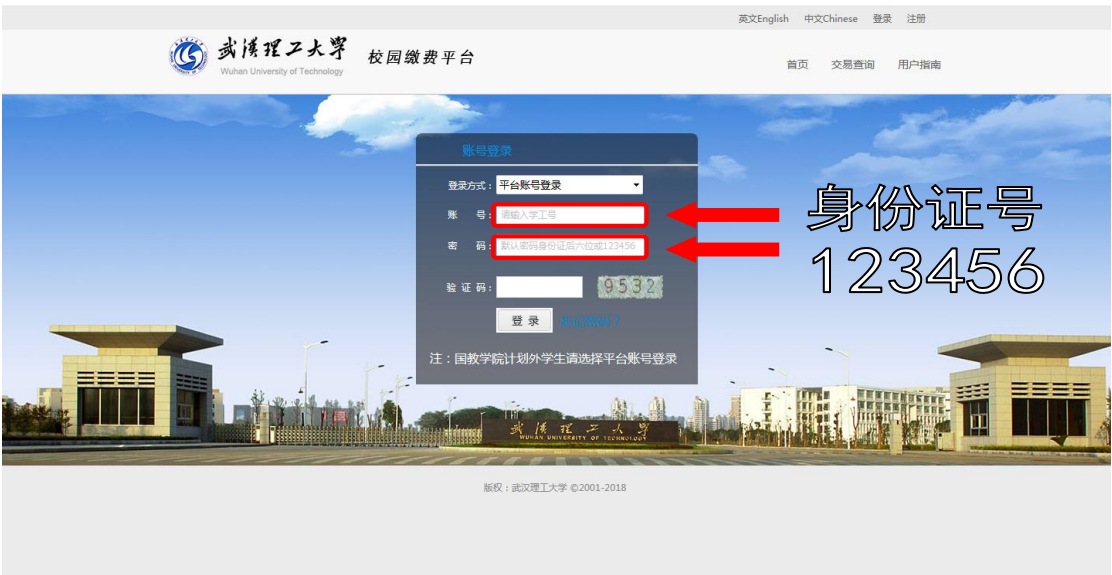 英文English 中文Chinese 登录 注册
武漢理工大学 校园缴费平台
Wuhan University of Technology
首页 交易查询 用户指南
账号登录
登录方式: 平台账号登录
账 号: 请输入学工号
身份证号
密 码: 默认密码身份证后六位或123456
123456
验 证 码: 9532
登 录 忘记密码?
注:国教学院计划外学生请选择平台账号登录
武漢理工大学
WUHAN UNIVERSITY OF TECHNOLOGY
版权:武汉理工大学 ©2001-2018